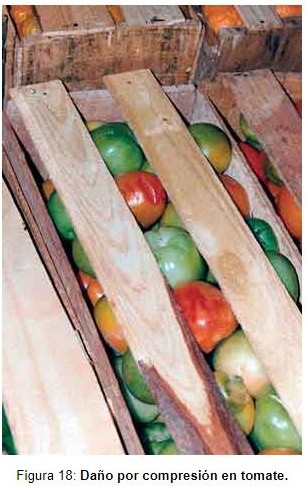 Figura 18: Daño por compresión en tomate.